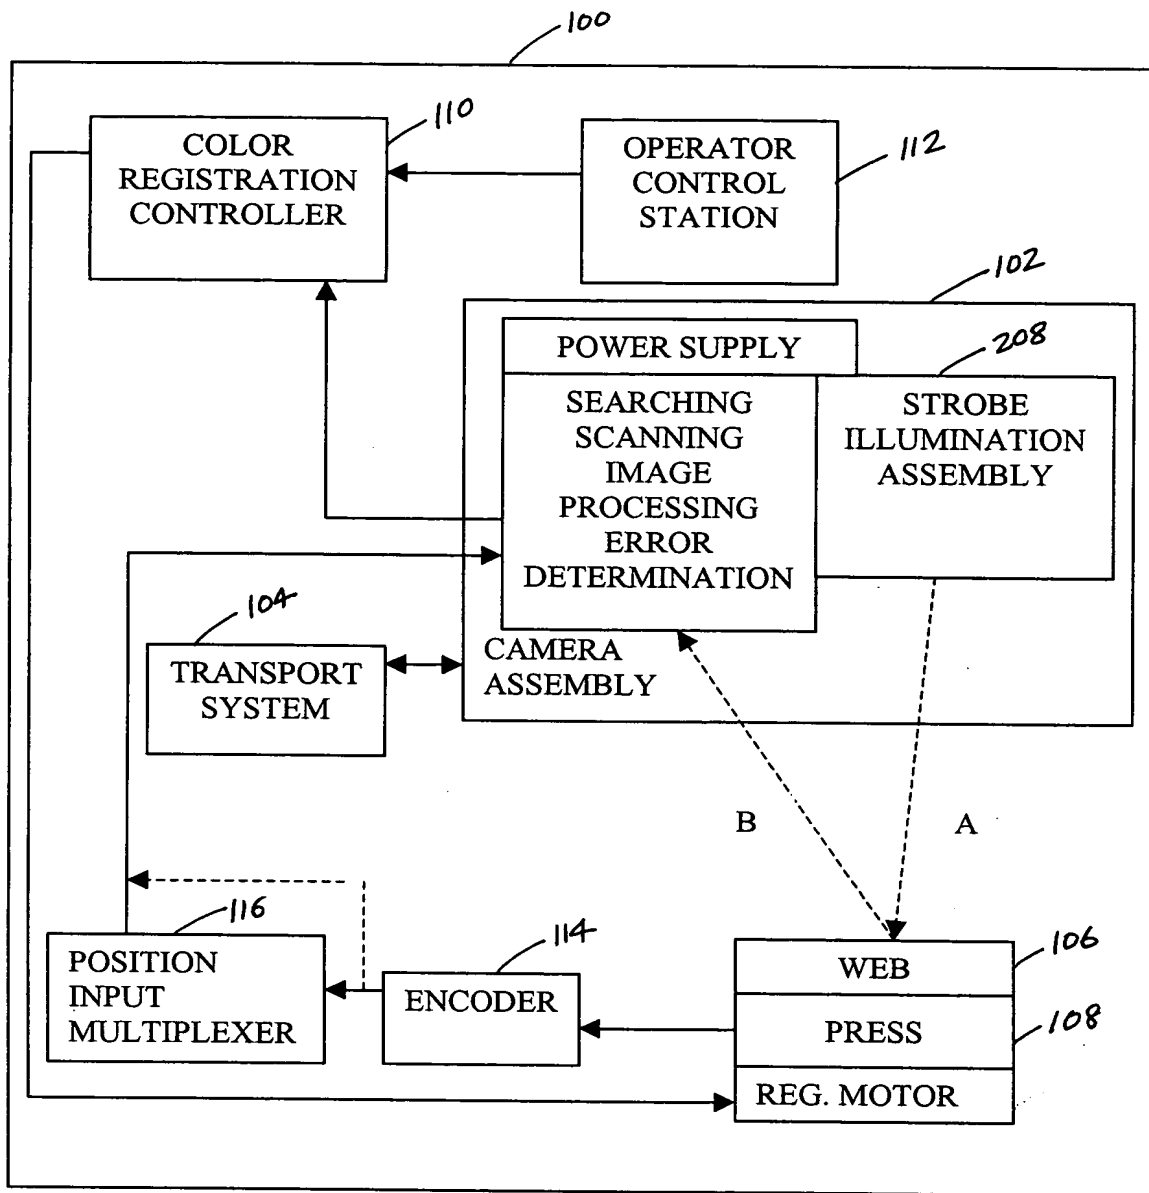 100
COLOR
REGISTRATION
CONTROLLER
110
OPERATOR
CONTROL
STATION
112
102
POWER SUPPLY
208
SEARCHING
SCANNING
IMAGE
PROCESSING
ERROR
DETERMINATION
STROBE
ILLUMINATION
ASSEMBLY
104
TRANSPORT
SYSTEM
CAMERA
ASSEMBLY
B
A
116
POSITION
INPUT
MULTIPLEXER
114
ENCODER
WEB
106
PRESS
108
REG. MOTOR